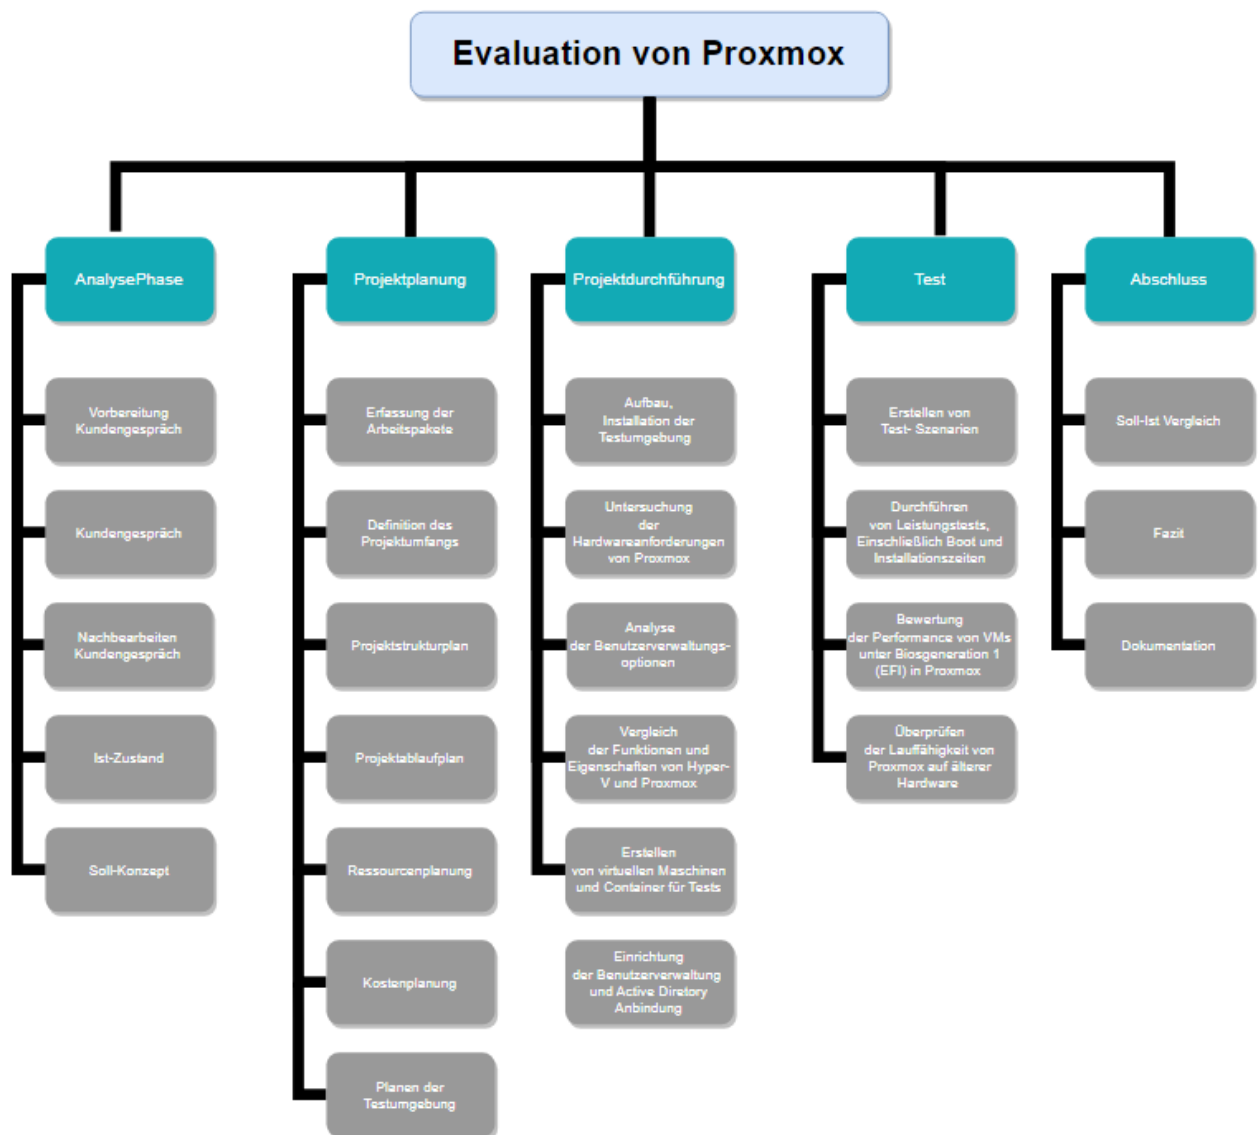 Evaluation von Proxmox
AnalysePhase
Vorbereitung
Kundengespräch
Kundengespräch
Nachbearbeiten
Kundengespräch
Ist-Zustand
Soll-Konzept
Projektplanung
Erfassung der
Arbeitspakete
Definition des
Projektumfangs
Projektstrukturplan
Projektablaufplan
Ressourcenplanung
Kostenplanung
Planen der
Testumgebung
Projektdurchführung
Aufbau,
Installation der
Testumgebung
Untersuchung
der
Hardwareanforderungen
von Proxmox
Analyse
der Benutzerverwaltungs-
optionen
Vergleich
der Funktionen und
Eigenschaften von Hyper-
V und Proxmox
Erstellen
von virtuellen Maschinen
und Container für Tests
Einrichtung
der Benutzerverwaltung
und Active Diretory
Anbindung
Test
Erstellen von
Test- Szenarien
Durchführen
von Leistungstests,
Einschließlich Boot und
Installationszeiten
Bewertung
der Performance von VMs
unter Biosgeneration 1
(EFI) in Proxmox
Überprüfen
der Lauffähigkeit von
Proxmox auf älterer
Hardware
Abschluss
Soll-Ist Vergleich
Fazit
Dokumentation